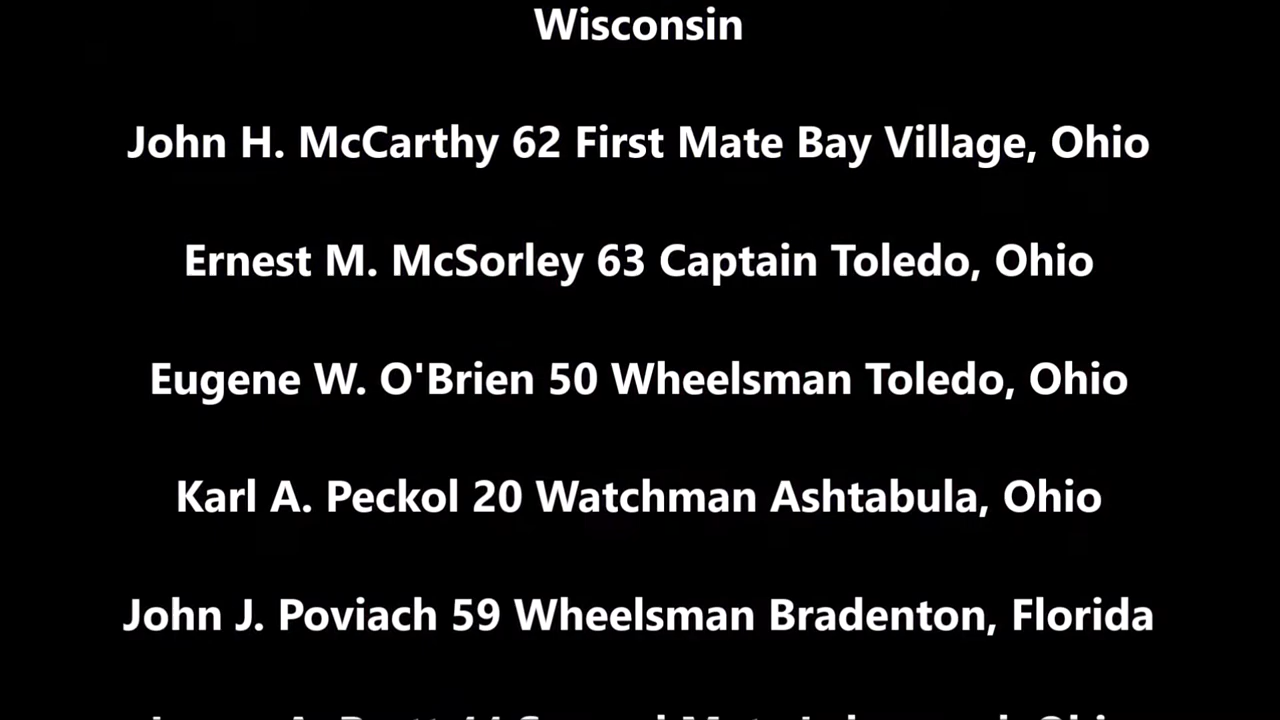 Wisconsin
John H. McCarthy 62 First Mate Bay Village, Ohio
Ernest M. McSorley 63 Captain Toledo, Ohio
Eugene W. O'Brien 50 Wheelsman Toledo, Ohio
Karl A. Peckol 20 Watchman Ashtabula, Ohio
John J. Poviach 59 Wheelsman Bradenton, Florida